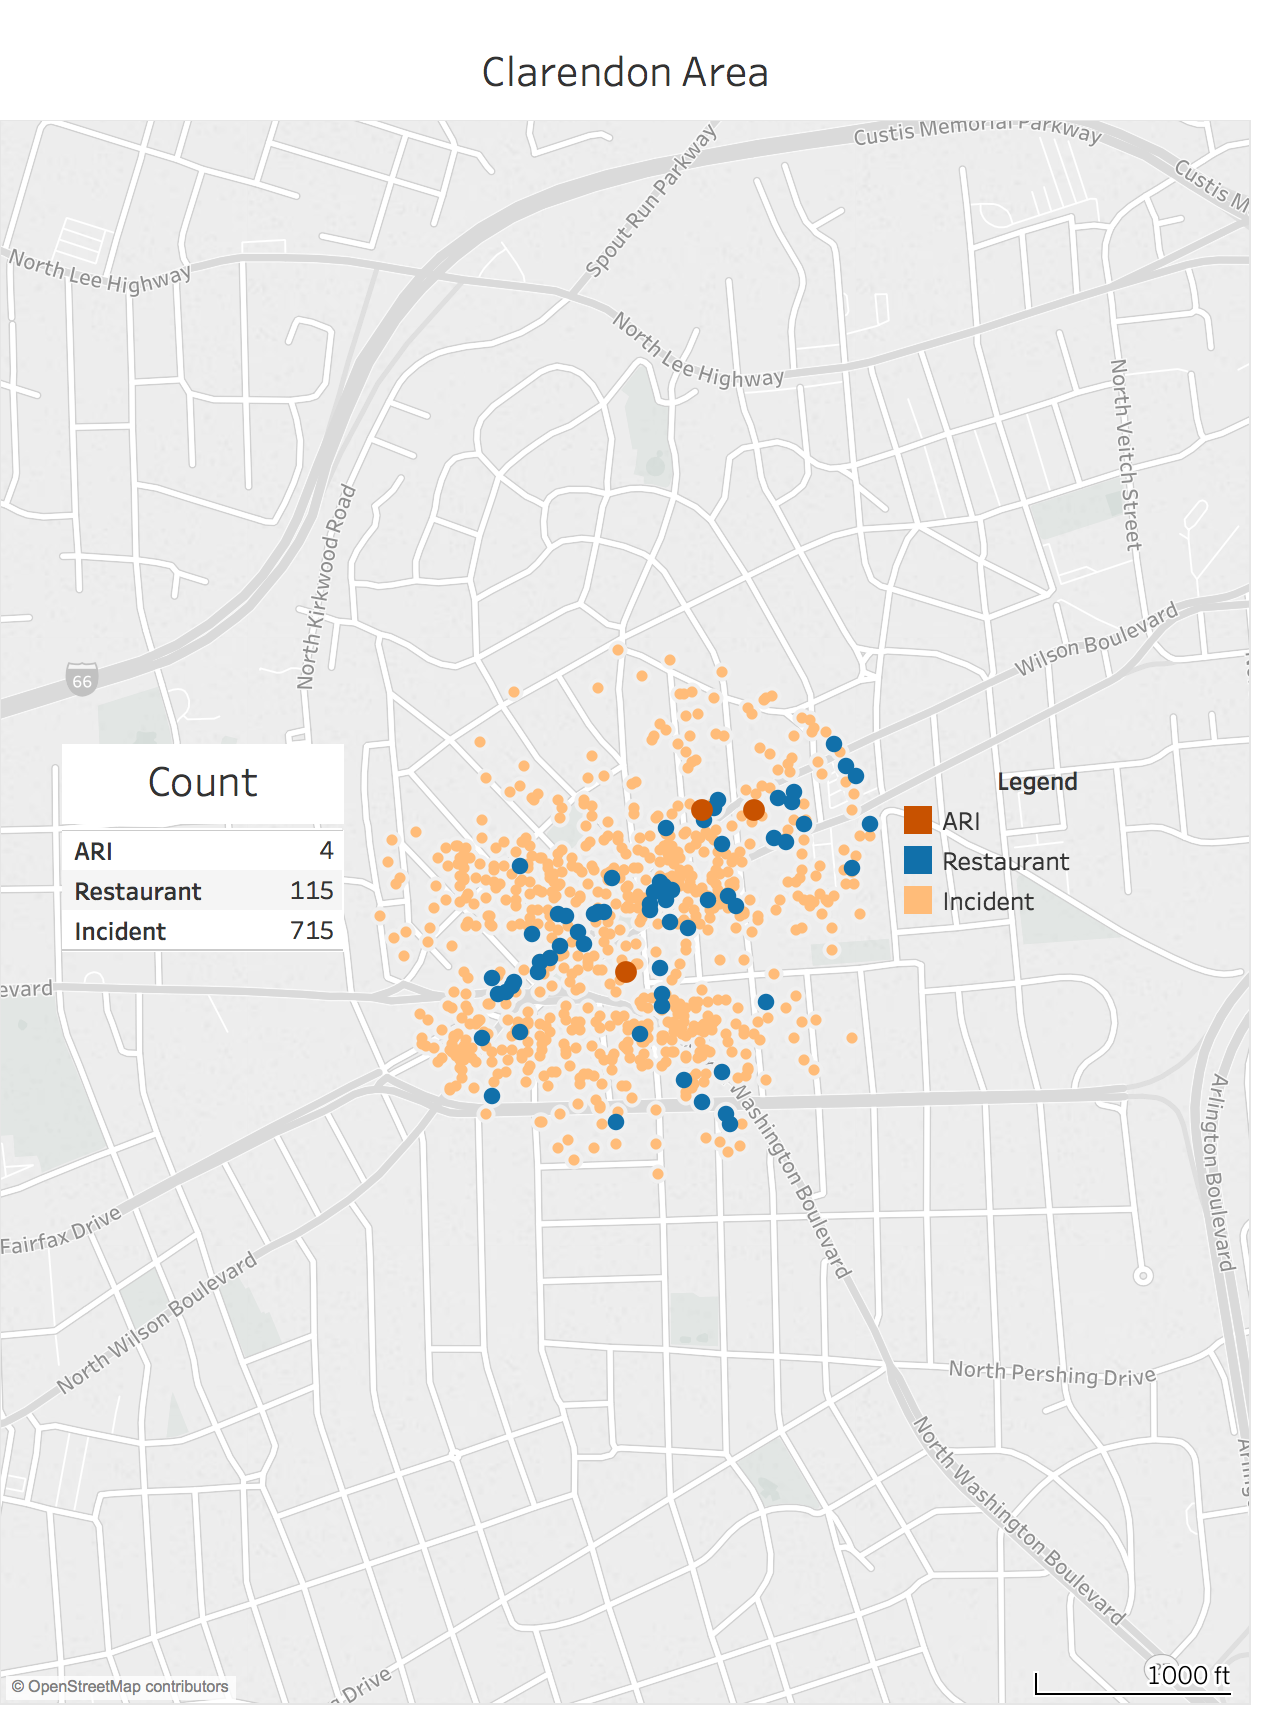 Clarendon Area
Custis Memorial Parkway
Custis M
Spout Run Parkway
North Lee Highway
North Lee Highway
North Veitch Street
North Kirkwood Road
Wilson Boulevard
66
Count
ARI 4
Restaurant 115
Incident 715
Legend
ARI
Restaurant
Incident
evard
Washington Boulevard
Arlington Boulevard
Fairfax Drive
North Wilson Boulevard
North Pershing Drive
North Washington Boulevard
Drive
1000 ft
© OpenStreetMap contributors